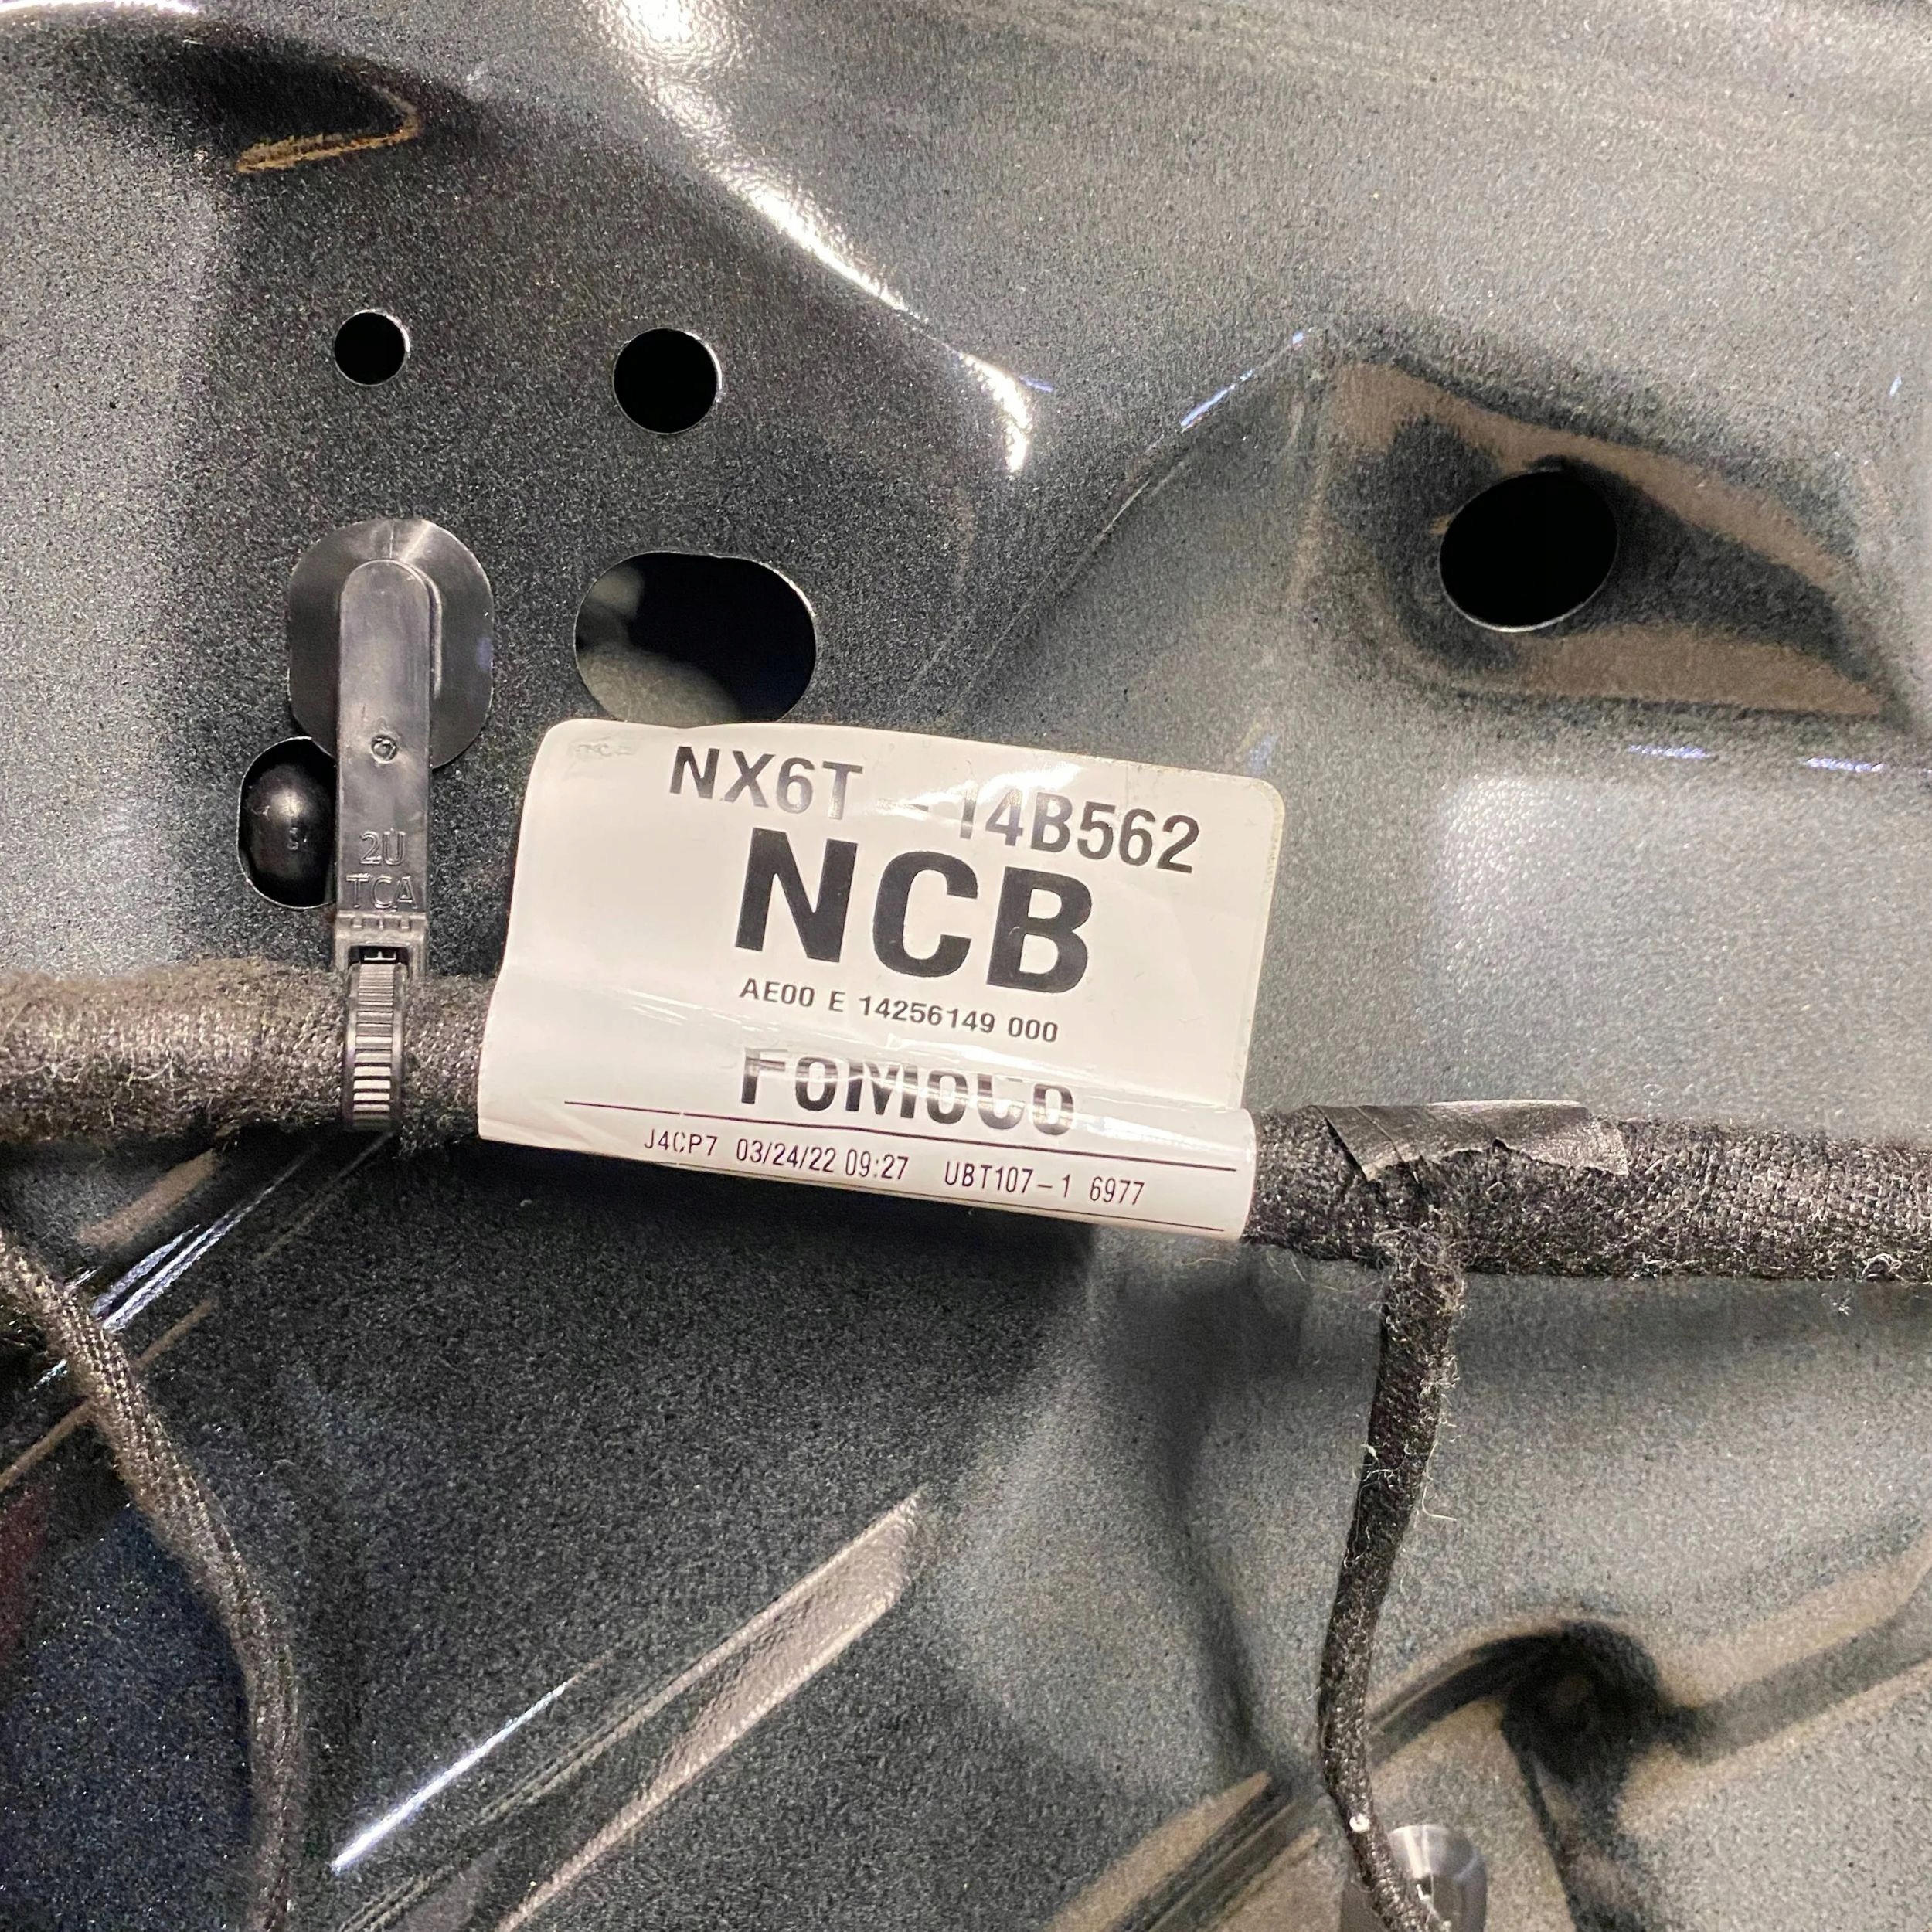 2U
TCA
NX6T - 14B562
NCB
AE00 E 14256149 000
FOMOCO
J4CP7 03/24/22 09:27 UBT107-1 6977